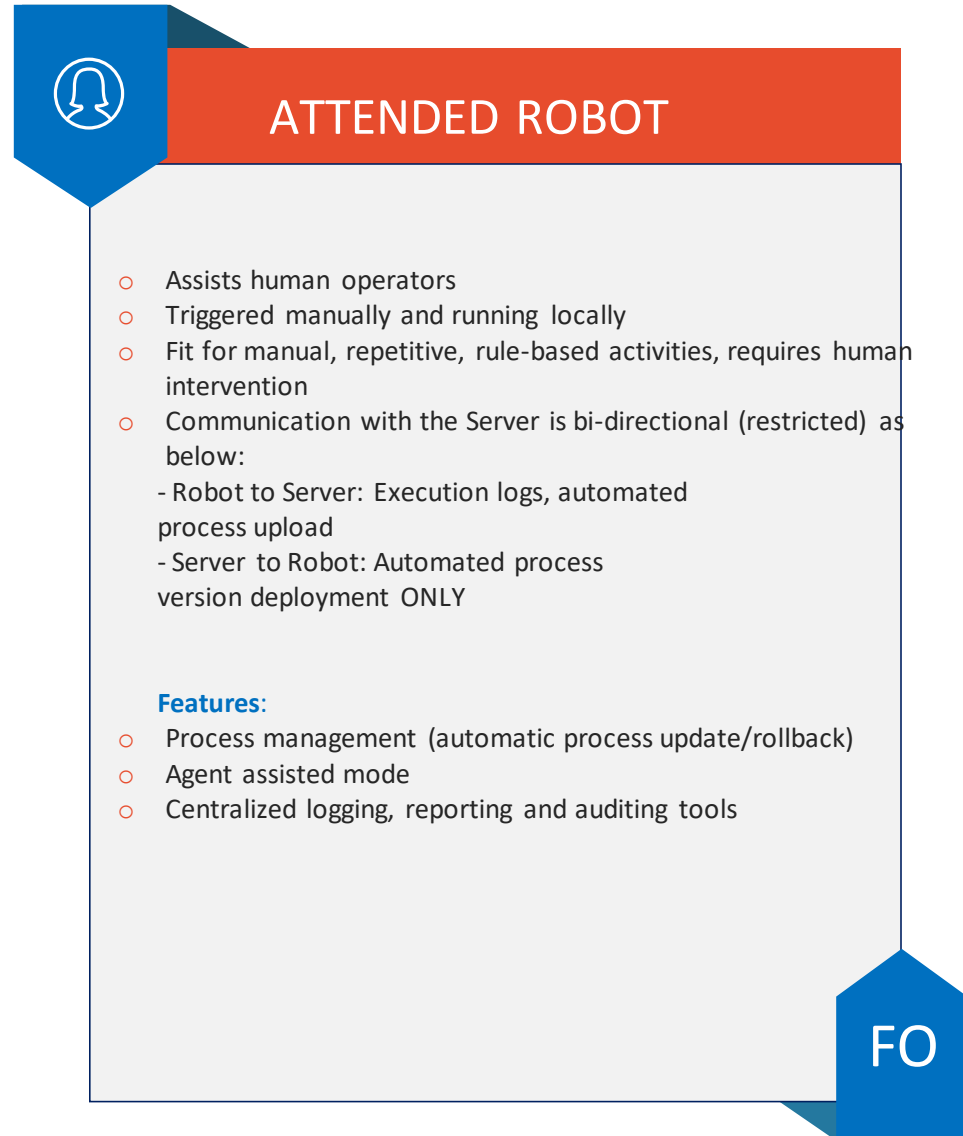 ATTENDED ROBOT
o Assists human operators
o Triggered manually and running locally
o Fit for manual, repetitive, rule-based activities, requires human
intervention
o Communication with the Server is bi-directional (restricted) as
below:
- Robot to Server: Execution logs, automated
process upload
- Server to Robot: Automated process
version deployment ONLY
Features:
o Process management (automatic process update/rollback)
o Agent assisted mode
o Centralized logging, reporting and auditing tools
FO